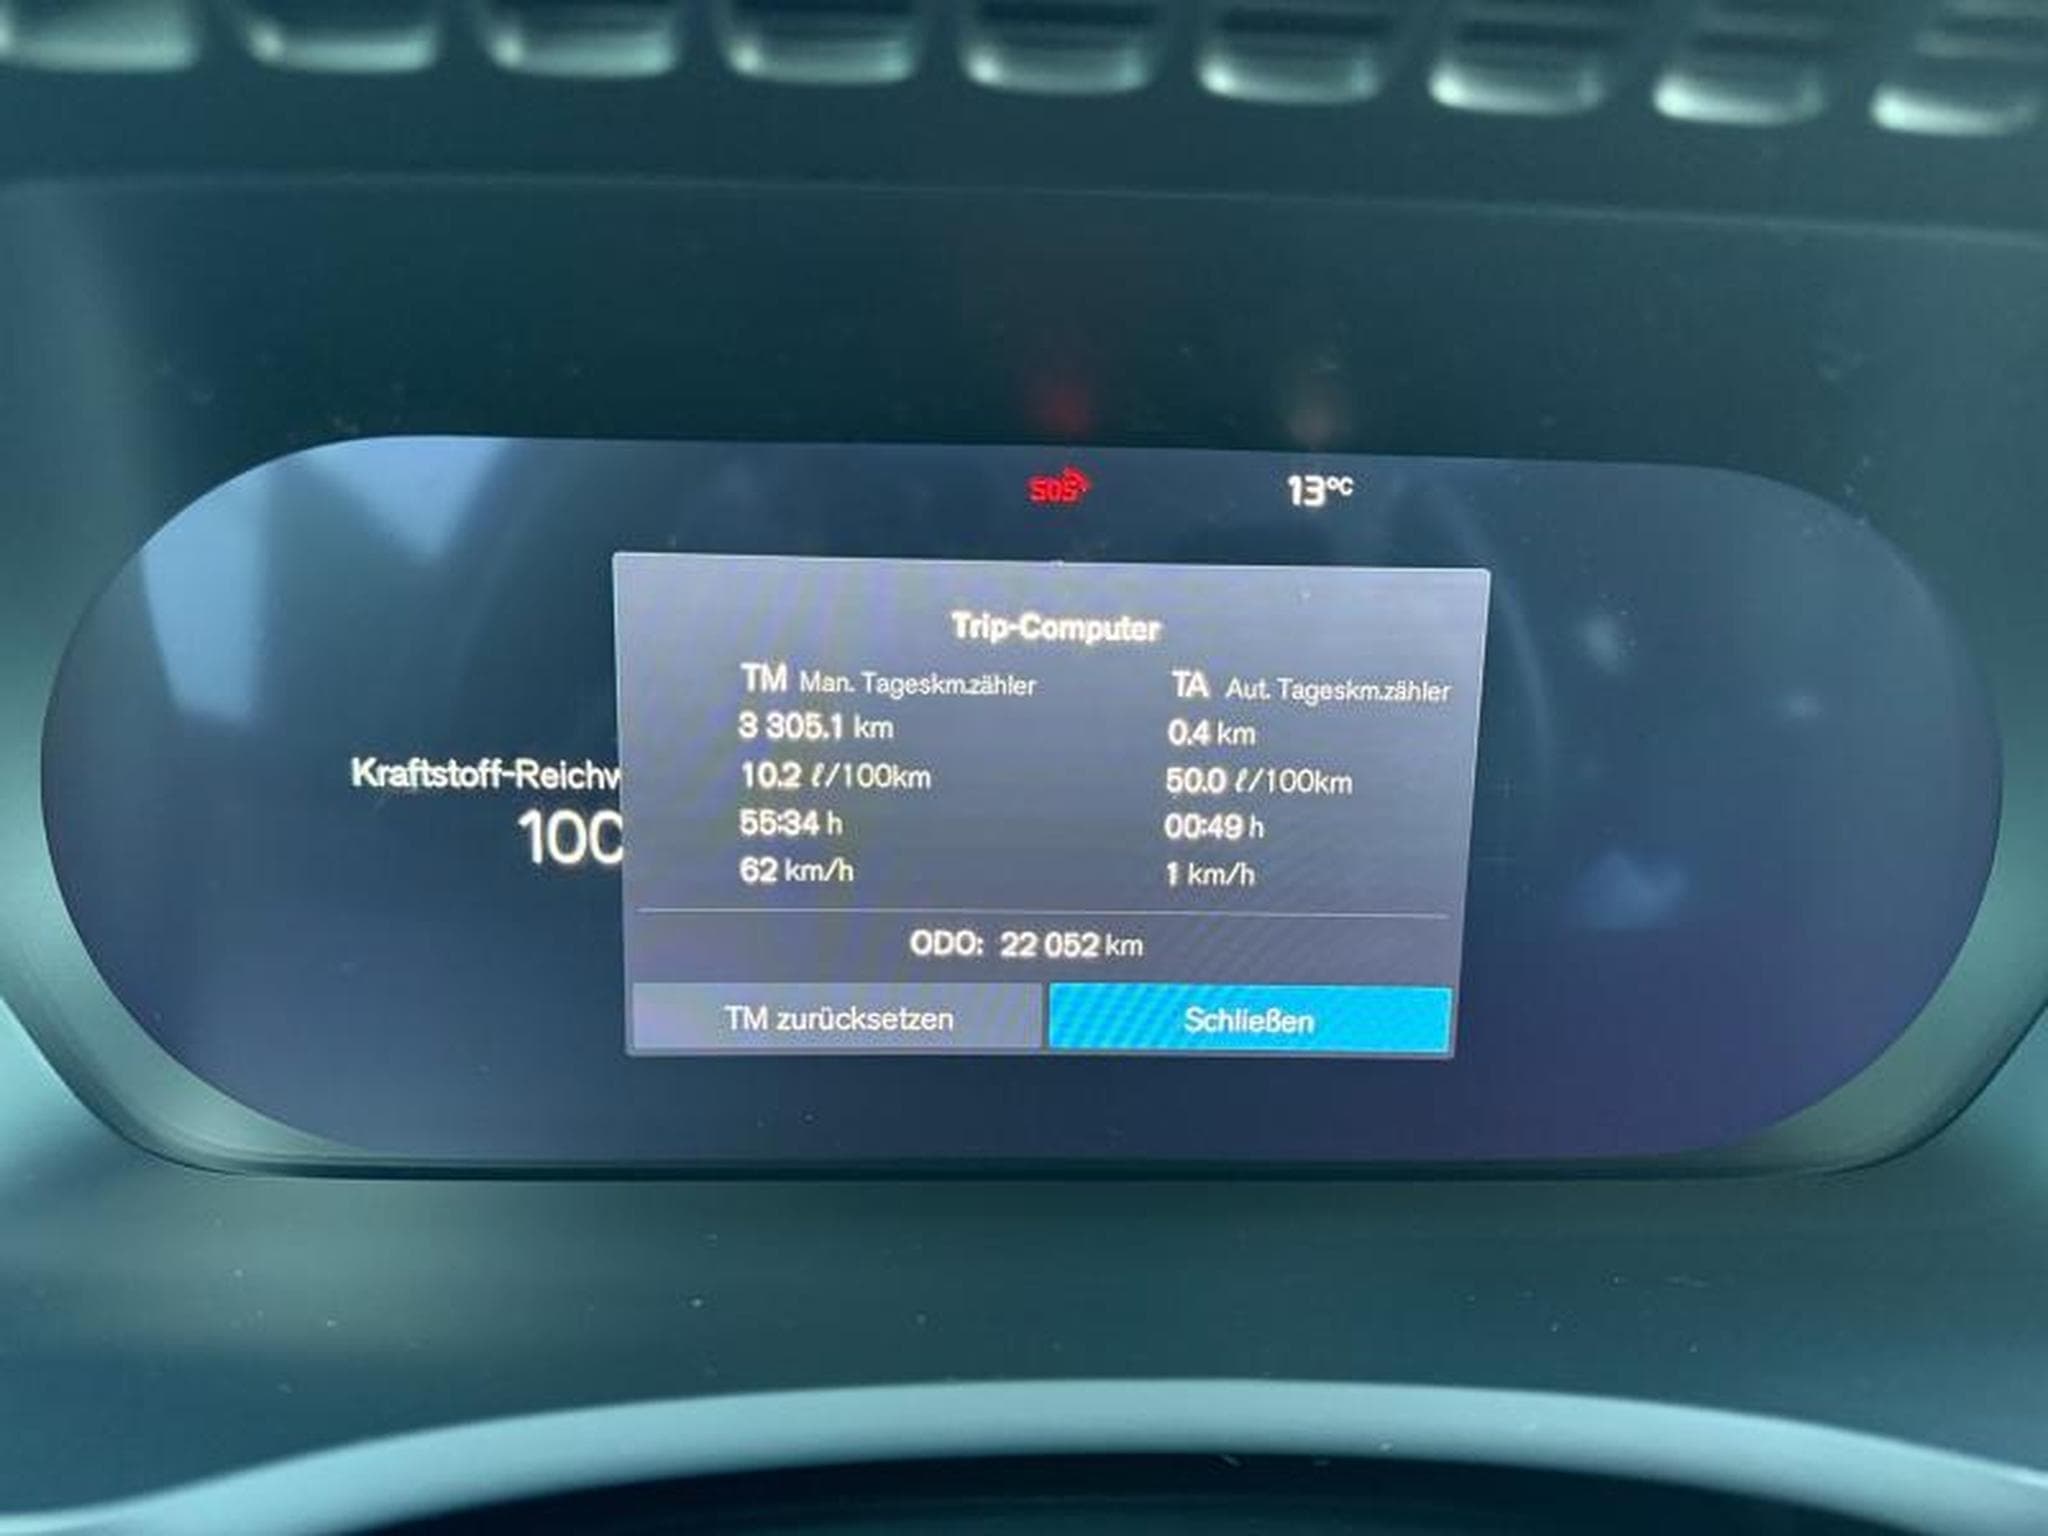 SOS
13°C
Trip-Computer
TM Man. Tageskm.zähler
3 305.1 km
10.2 ℓ/100km
55:34 h
62 km/h
TA Aut. Tageskm.zähler
0.4 km
50.0 ℓ/100km
00:49 h
1 km/h
Kraftstoff-Reichw
100
ODO: 22 052 km
TM zurücksetzen
Schließen